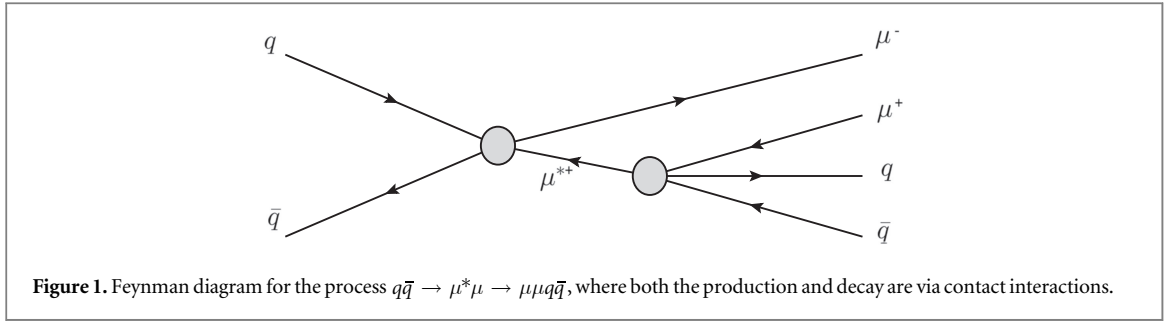 q
μ⁻
μ⁺
μ*⁺
q
q̄
q̄
Figure 1. Feynman diagram for the process qq̄ → μ*μ → μμqq̄, where both the production and decay are via contact interactions.